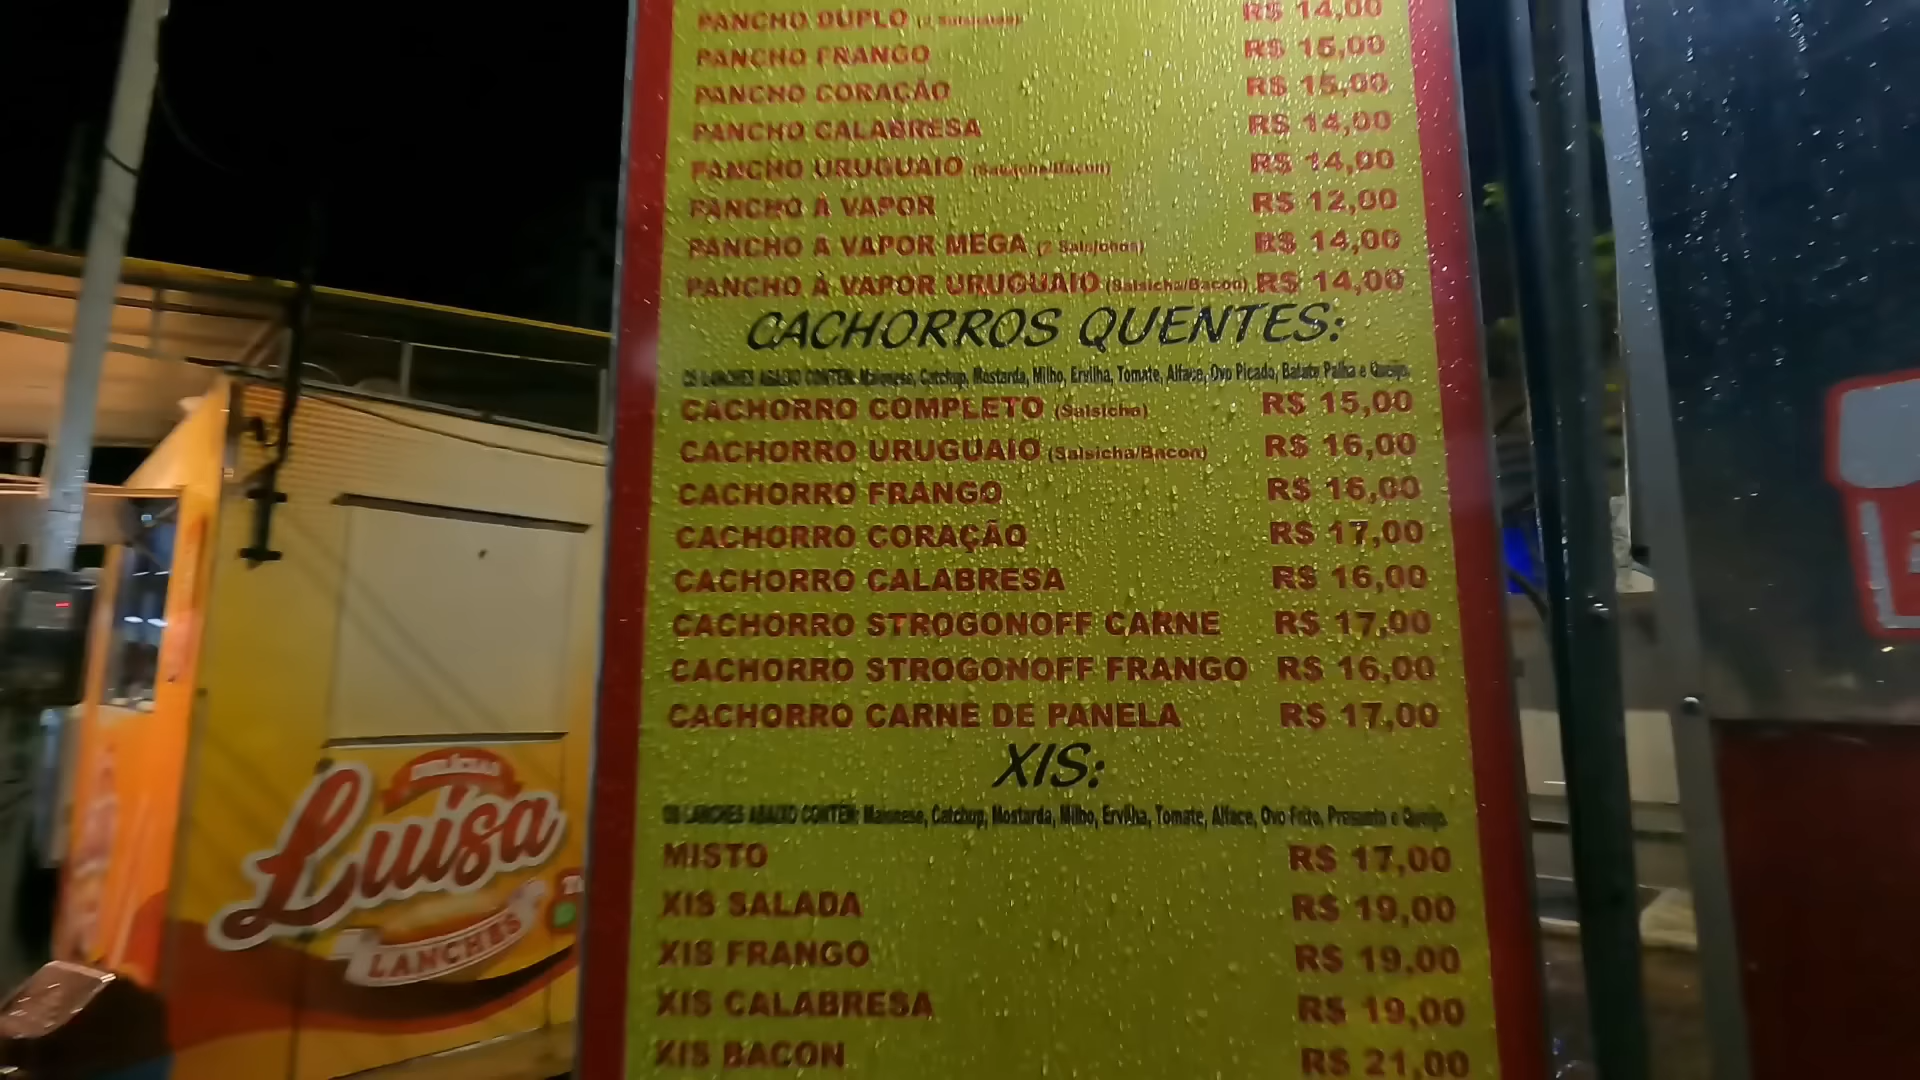 PANCHO DUPLO (2 Salsichas) R$ 14,00
PANCHO FRANGO R$ 15,00
PANCHO CORAÇÃO R$ 15,00
PANCHO CALABRESA R$ 14,00
PANCHO URUGUAIO (Salsicha/Bacon) R$ 14,00
PANCHO À VAPOR R$ 12,00
PANCHO A VAPOR MEGA (2 Salsichas) R$ 14,00
PANCHO À VAPOR URUGUAIO (Salsicha/Bacon) R$ 14,00
CACHORROS QUENTES:
OS LANCHES ABAIXO CONTEM: Maionese, Catchup, Mostarda, Milho, Ervilha, Tomate, Alface, Ovo Picado, Batata Palha e Queijo.
CACHORRO COMPLETO (Salsicha) R$ 15,00
CACHORRO URUGUAIO (Salsicha/Bacon) R$ 16,00
CACHORRO FRANGO R$ 16,00
CACHORRO CORAÇÃO R$ 17,00
CACHORRO CALABRESA R$ 16,00
CACHORRO STROGONOFF CARNE R$ 17,00
CACHORRO STROGONOFF FRANGO R$ 16,00
CACHORRO CARNE DE PANELA R$ 17,00
XIS:
OS LANCHES ABAIXO CONTEM: Maionese, Catchup, Mostarda, Milho, Ervilha, Tomate, Alface, Ovo Frito, Presunto e Queijo.
MISTO R$ 17,00
XIS SALADA R$ 19,00
XIS FRANGO R$ 19,00
XIS CALABRESA R$ 19,00
XIS BACON R$ 21,00
Luísa
LANCHES